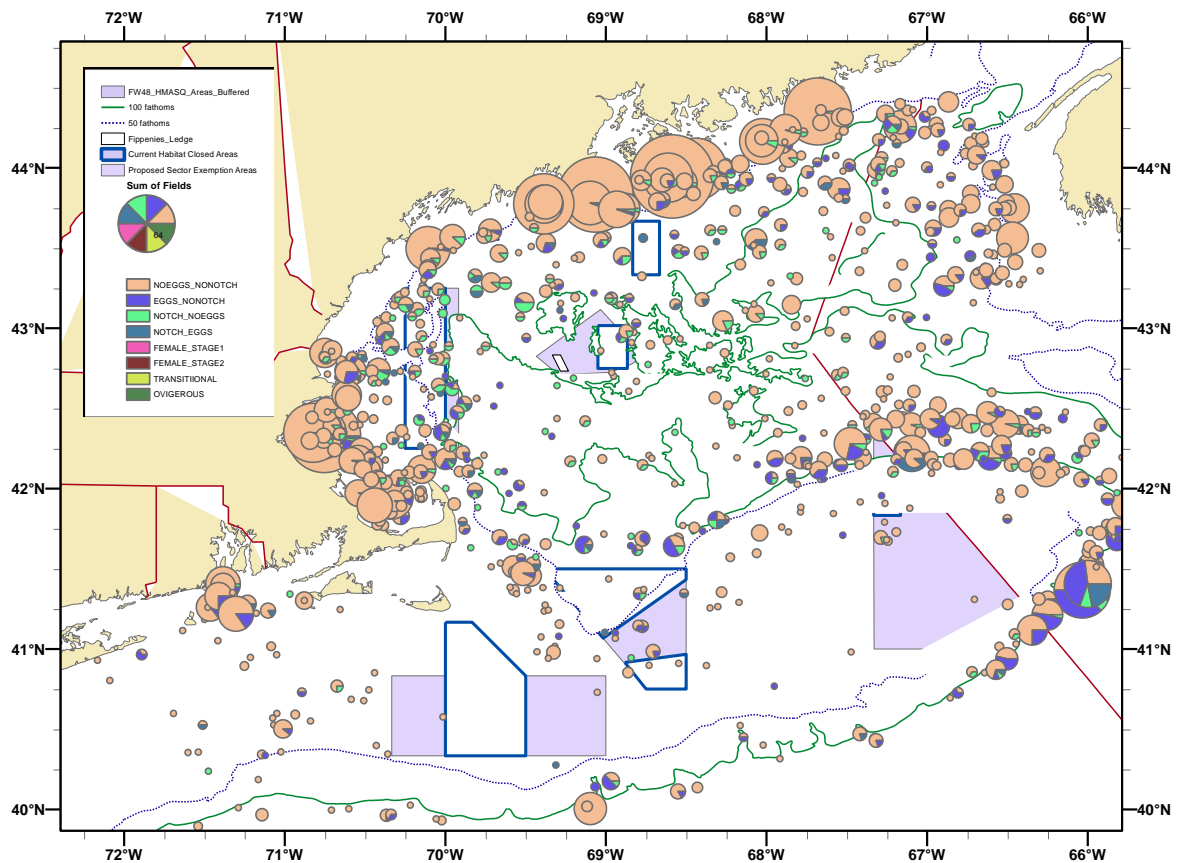 72°W 71°W 70°W 69°W 68°W 67°W 66°W
FW48_HMASQ_Areas_Buffered
100 fathoms
50 fathoms
Fippenies_Ledge
Current Habitat Closed Areas
Proposed Sector Exemption Areas
Sum of Fields
64
NOEGGS_NONOTCH
EGGS_NONOTCH
NOTCH_NOEGGS
NOTCH_EGGS
FEMALE_STAGE1
FEMALE_STAGE2
TRANSITIIONAL
OVIGEROUS
44°N 44°N
43°N 43°N
42°N 42°N
41°N 41°N
40°N 40°N
72°W 71°W 70°W 69°W 68°W 67°W 66°W